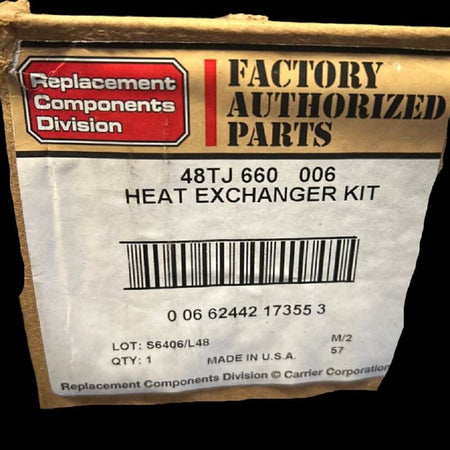 Replacement
Components
Division
FACTORY
AUTHORIZED
PARTS
48TJ 660 006
HEAT EXCHANGER KIT
0 06 62442 17355 3
LOT: S6406/L48
M/2
QTY: 1
MADE IN U.S.A.
57
Replacement Components Division © Carrier Corporation